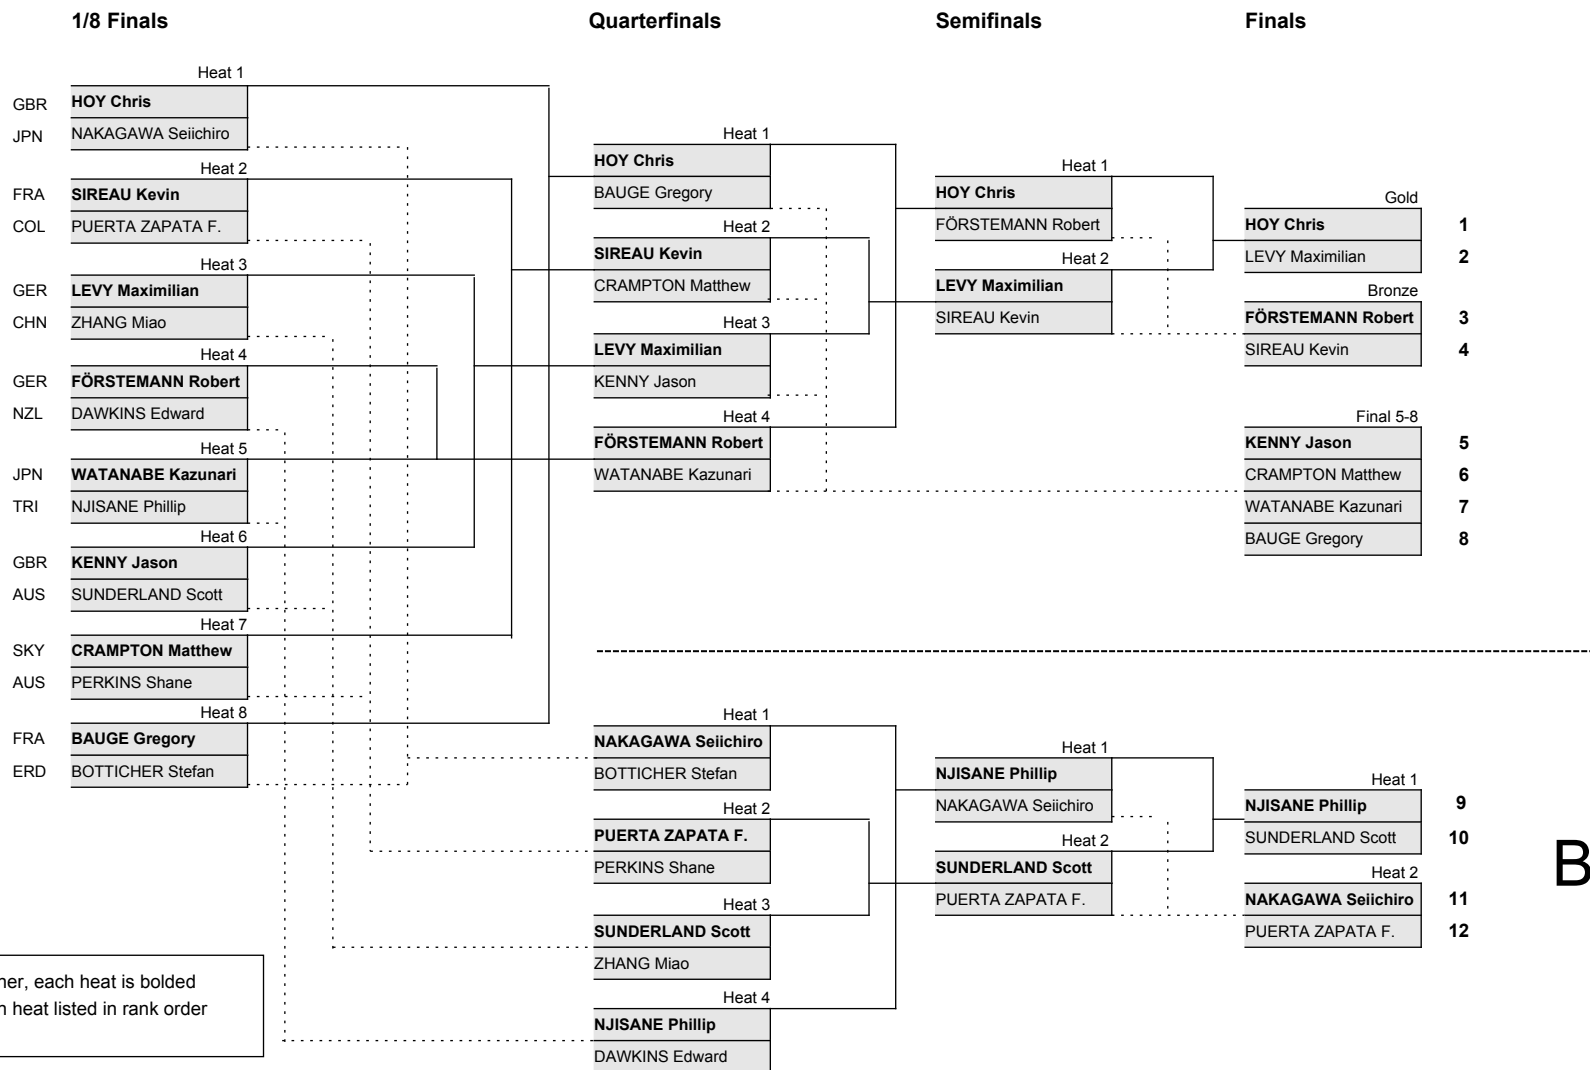 1/8 Finals
Quarterfinals
Semifinals
Finals
Heat 1
GBR HOY Chris
JPN NAKAGAWA Seiichiro
Heat 2
FRA SIREAU Kevin
COL PUERTA ZAPATA F.
Heat 3
GER LEVY Maximilian
CHN ZHANG Miao
Heat 4
GER FÖRSTEMANN Robert
NZL DAWKINS Edward
Heat 5
JPN WATANABE Kazunari
TRI NJISANE Phillip
Heat 6
GBR KENNY Jason
AUS SUNDERLAND Scott
Heat 7
SKY CRAMPTON Matthew
AUS PERKINS Shane
Heat 8
FRA BAUGE Gregory
ERD BOTTICHER Stefan
Heat 1
HOY Chris
BAUGE Gregory
Heat 2
SIREAU Kevin
CRAMPTON Matthew
Heat 3
LEVY Maximilian
KENNY Jason
Heat 4
FÖRSTEMANN Robert
WATANABE Kazunari
Heat 1
HOY Chris
FÖRSTEMANN Robert
Heat 2
LEVY Maximilian
SIREAU Kevin
Gold
HOY Chris 1
LEVY Maximilian 2
Bronze
FÖRSTEMANN Robert 3
SIREAU Kevin 4
Final 5-8
KENNY Jason 5
CRAMPTON Matthew 6
WATANABE Kazunari 7
BAUGE Gregory 8
Heat 1
NAKAGAWA Seiichiro
BOTTICHER Stefan
Heat 2
PUERTA ZAPATA F.
PERKINS Shane
Heat 3
SUNDERLAND Scott
ZHANG Miao
Heat 4
NJISANE Phillip
DAWKINS Edward
Heat 1
NJISANE Phillip
NAKAGAWA Seiichiro
Heat 2
SUNDERLAND Scott
PUERTA ZAPATA F.
Heat 1
NJISANE Phillip 9
SUNDERLAND Scott 10
Heat 2
NAKAGAWA Seiichiro 11
PUERTA ZAPATA F. 12
B
each heat is bolded
heat listed in rank order